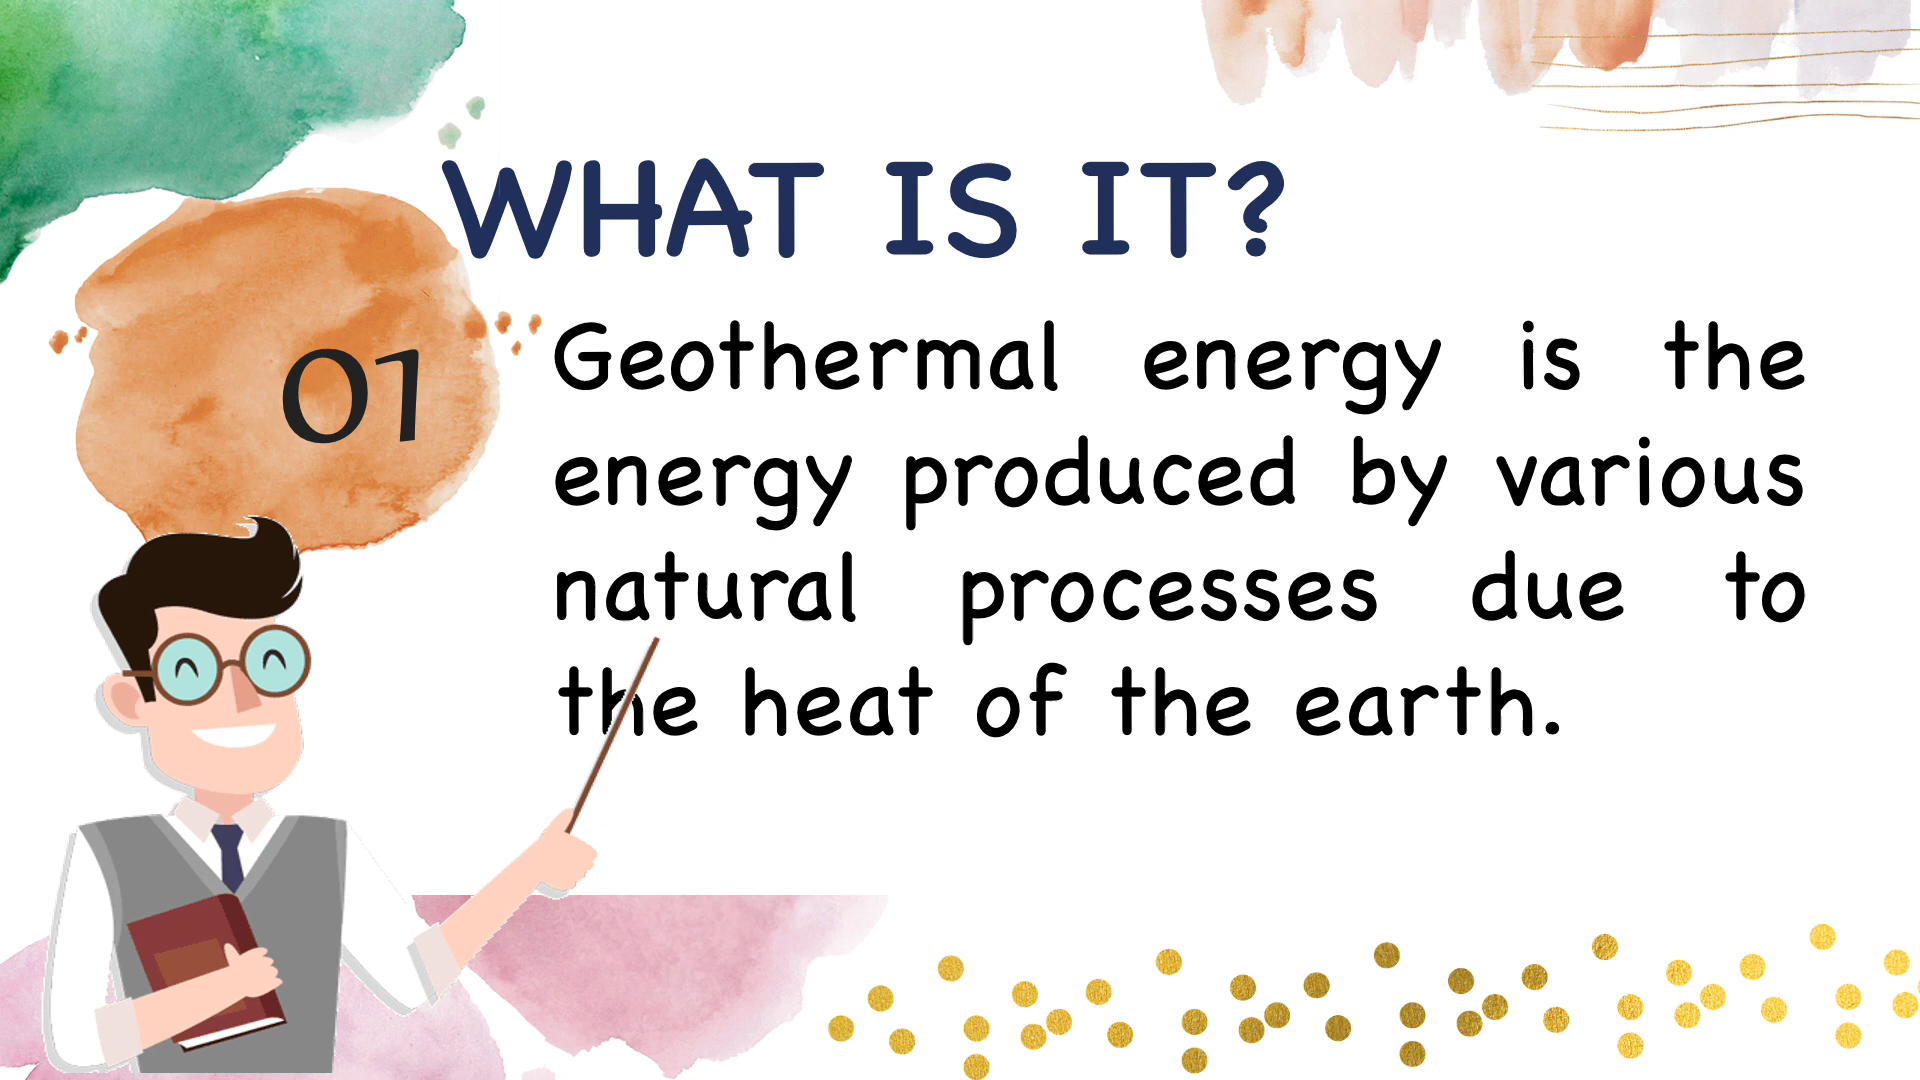 WHAT IS IT?
01
Geothermal energy is the
energy produced by various
natural processes due to
the heat of the earth.